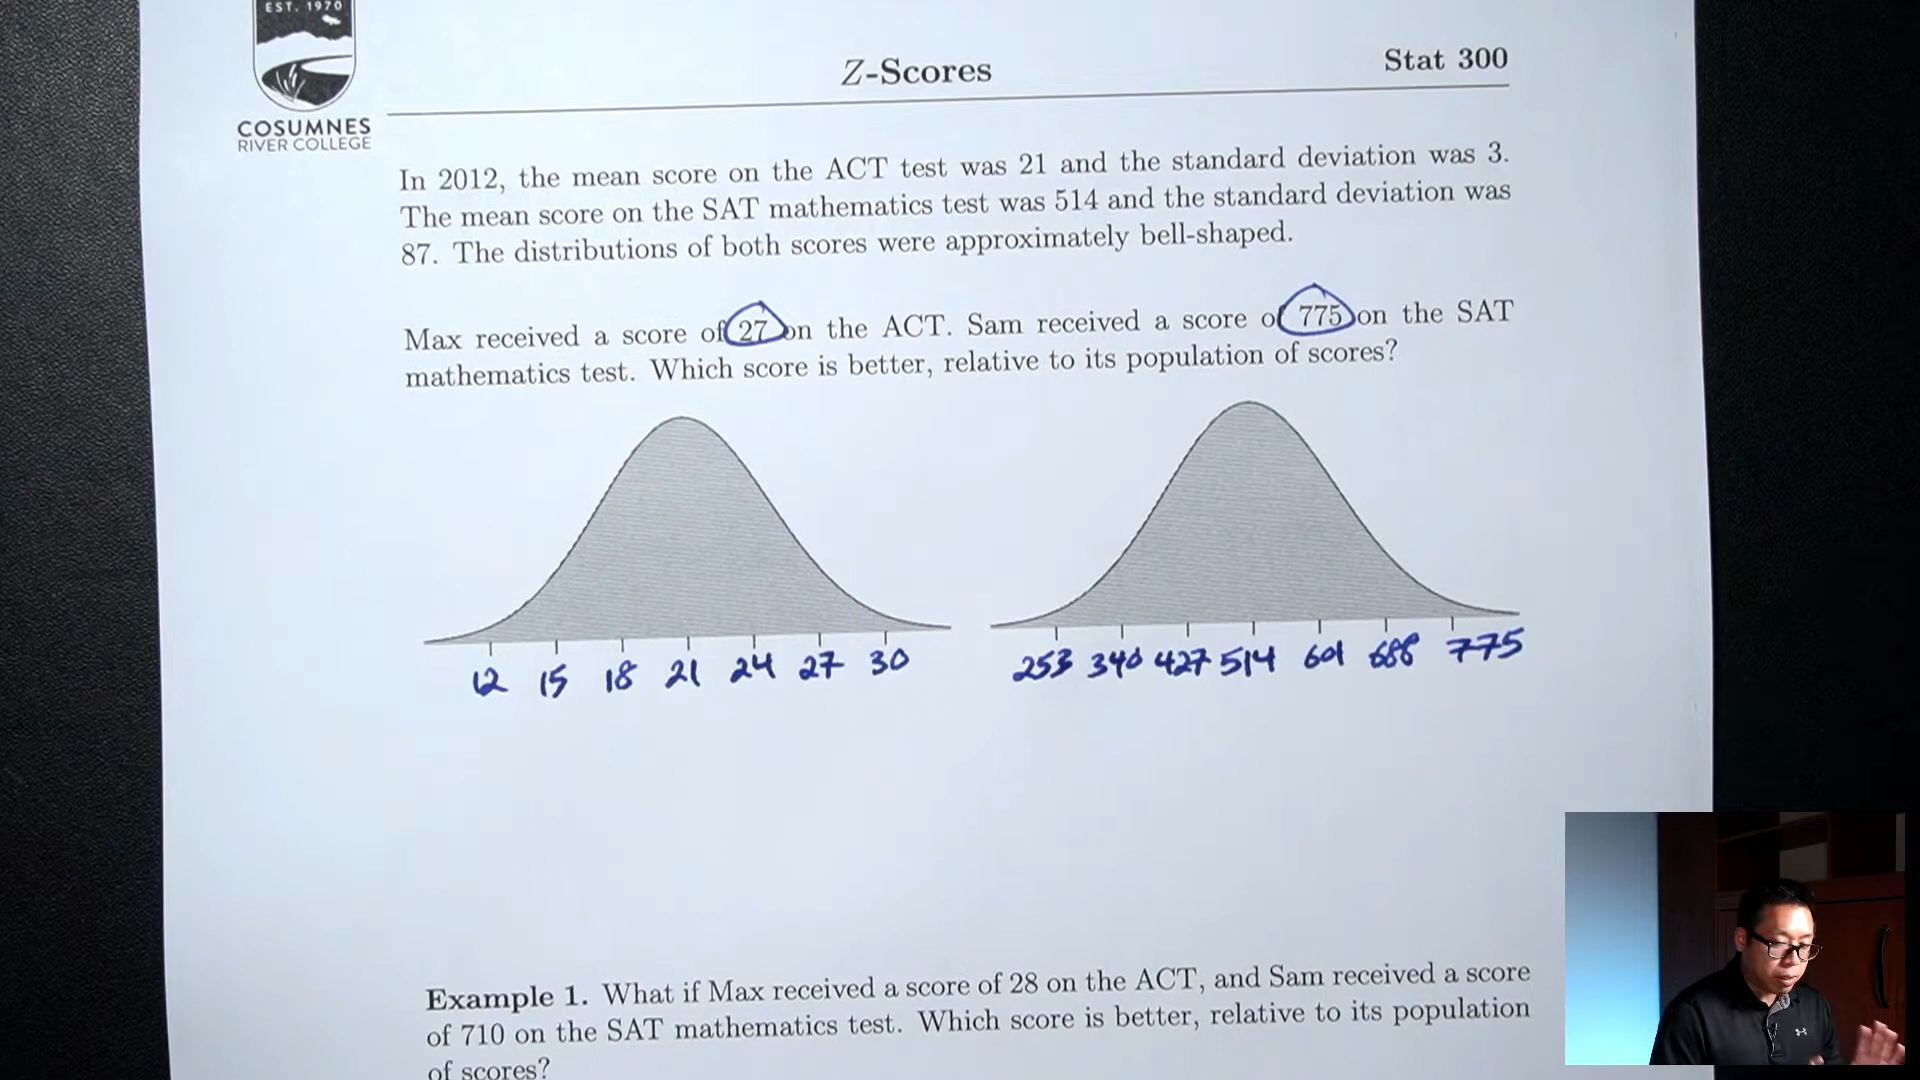 EST. 1970
COSUMNES
RIVER COLLEGE
Z-Scores
Stat 300
In 2012, the mean score on the ACT test was 21 and the standard deviation was 3.
The mean score on the SAT mathematics test was 514 and the standard deviation was
87. The distributions of both scores were approximately bell-shaped.
Max received a score of 27 on the ACT. Sam received a score of 775 on the SAT
mathematics test. Which score is better, relative to its population of scores?
12 15 18 21 24 27 30
253 340 427 514 601 688 775
Example 1. What if Max received a score of 28 on the ACT, and Sam received a score
of 710 on the SAT mathematics test. Which score is better, relative to its population
of scores?